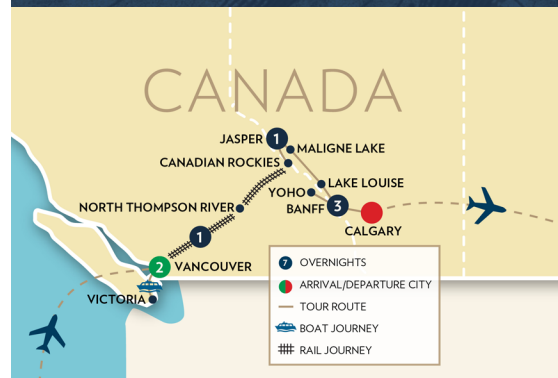 CANADA
JASPER 1
MALIGNE LAKE
CANADIAN ROCKIES
LAKE LOUISE
YOHO
BANFF 3
NORTH THOMPSON RIVER
CALGARY
1
2 VANCOUVER
VICTORIA
7 OVERNIGHTS
ARRIVAL/DEPARTURE CITY
TOUR ROUTE
BOAT JOURNEY
RAIL JOURNEY